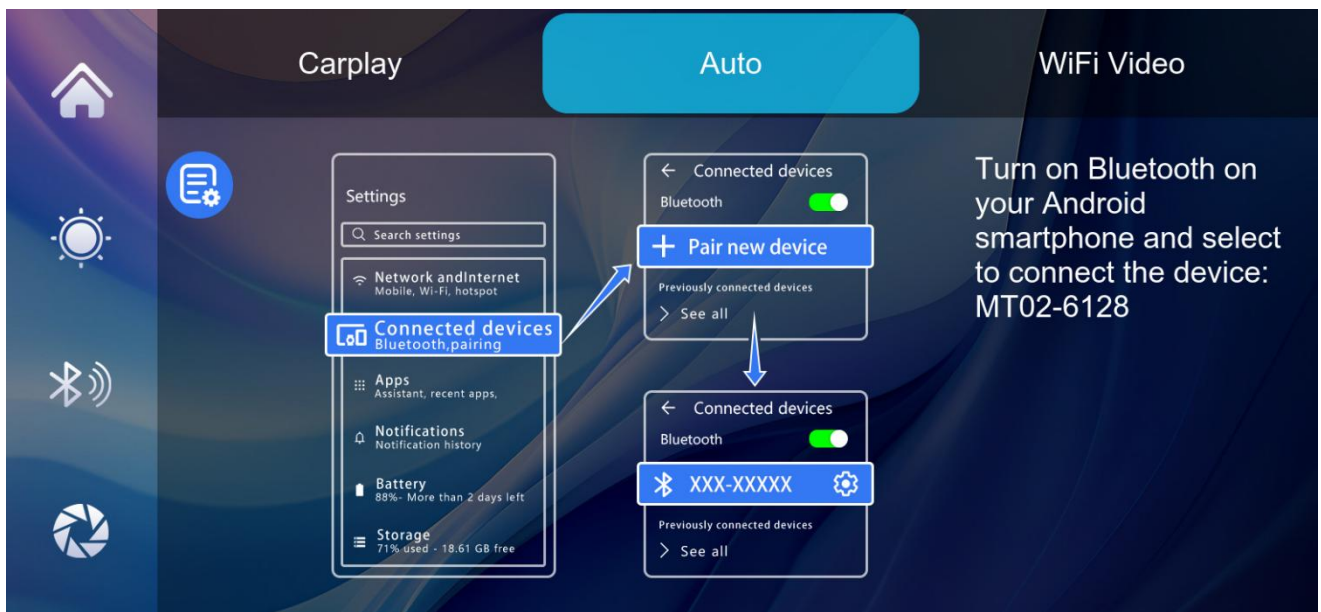 Carplay
Auto
WiFi Video
Settings
Search settings
Network andInternet
Mobile, Wi-Fi, hotspot
Connected devices
Bluetooth,pairing
Apps
Assistant, recent apps,
Notifications
Notification history
Battery
88%- More than 2 days left
Storage
71% used - 18.61 GB free
Connected devices
Bluetooth
Pair new device
Previously connected devices
See all
Connected devices
Bluetooth
XXX-XXXXX
Previously connected devices
See all
Turn on Bluetooth on
your Android
smartphone and select
to connect the device:
MT02-6128